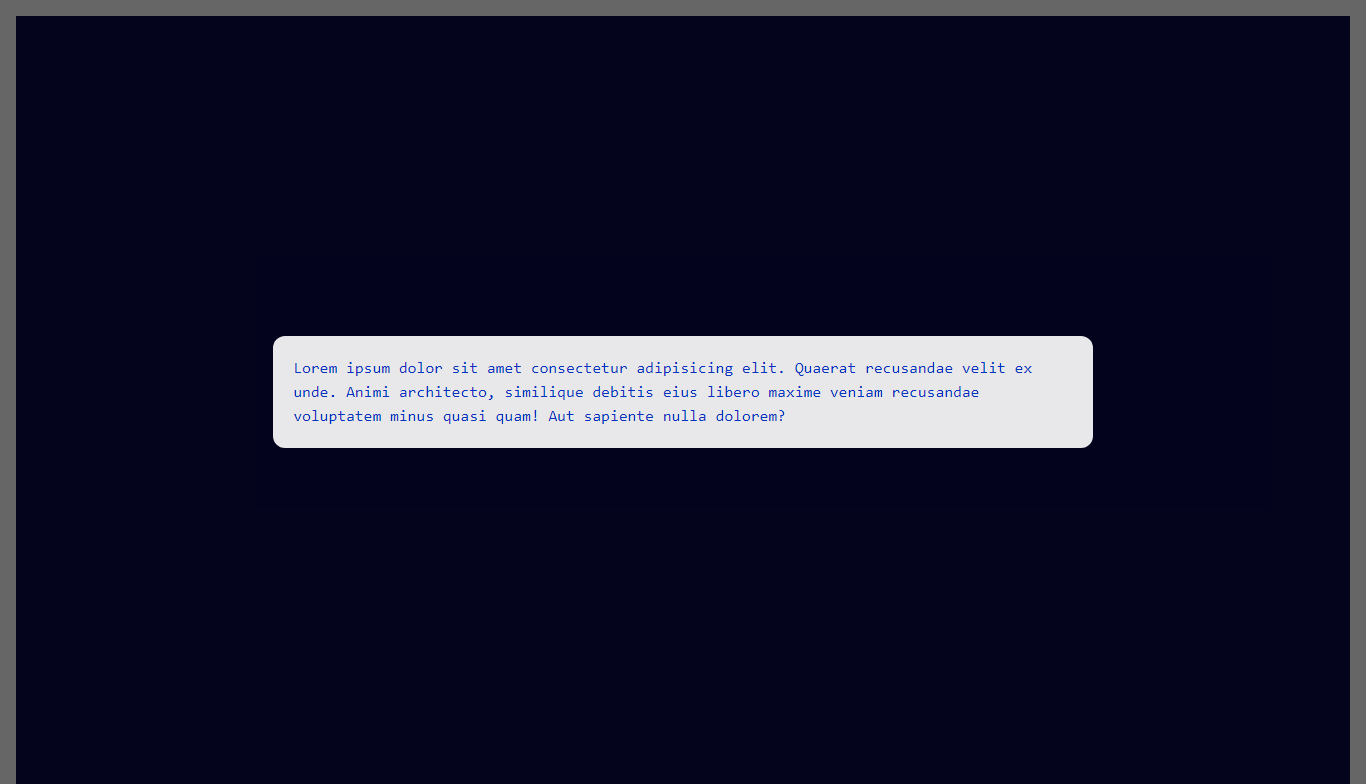 Lorem ipsum dolor sit amet consectetur adipisicing elit. Quaerat recusandae velit ex
unde. Animi architecto, similique debitis eius libero maxime veniam recusandae
voluptatem minus quasi quam! Aut sapiente nulla dolorem?